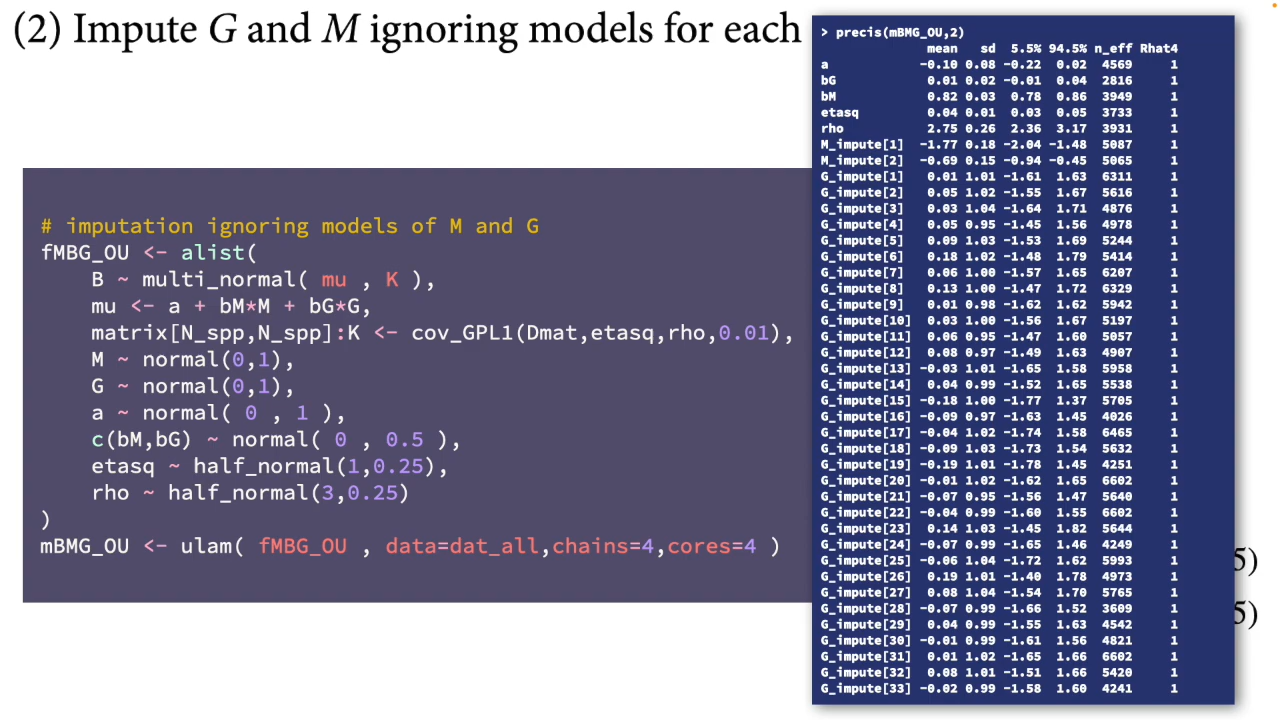 (2) Impute G and M ignoring models for each
# imputation ignoring models of M and G
fMBG_OU <- alist(
B ~ multi_normal( mu , K ),
mu <- a + bM*M + bG*G,
matrix[N_spp,N_spp]:K <- cov_GPL1(Dmat,etasq,rho,0.01),
M ~ normal(0,1),
G ~ normal(0,1),
a ~ normal( 0 , 1 ),
c(bM,bG) ~ normal( 0 , 0.5 ),
etasq ~ half_normal(1,0.25),
rho ~ half_normal(3,0.25)
)
mBMG_OU <- ulam( fMBG_OU , data=dat_all,chains=4,cores=4 )
> precis(mBMG_OU,2)
mean sd 5.5% 94.5% n_eff Rhat4
a -0.10 0.08 -0.22 0.02 4569 1
bG 0.01 0.02 -0.01 0.04 2816 1
bM 0.82 0.03 0.78 0.86 3949 1
etasq 0.04 0.01 0.03 0.05 3733 1
rho 2.75 0.26 2.36 3.17 3931 1
M_impute[1] -1.77 0.18 -2.04 -1.48 5087 1
M_impute[2] -0.69 0.15 -0.94 -0.45 5065 1
G_impute[1] 0.01 1.01 -1.61 1.63 6311 1
G_impute[2] 0.05 1.02 -1.55 1.67 5616 1
G_impute[3] 0.03 1.04 -1.64 1.71 4876 1
G_impute[4] 0.05 0.95 -1.45 1.56 4978 1
G_impute[5] 0.09 1.03 -1.53 1.69 5244 1
G_impute[6] 0.18 1.02 -1.48 1.79 5414 1
G_impute[7] 0.06 1.00 -1.57 1.65 6207 1
G_impute[8] 0.13 1.00 -1.47 1.72 6329 1
G_impute[9] 0.01 0.98 -1.62 1.62 5942 1
G_impute[10] 0.03 1.00 -1.56 1.67 5197 1
G_impute[11] 0.06 0.95 -1.47 1.60 5057 1
G_impute[12] 0.08 0.97 -1.49 1.63 4907 1
G_impute[13] -0.03 1.01 -1.65 1.58 5958 1
G_impute[14] 0.04 0.99 -1.52 1.65 5538 1
G_impute[15] -0.18 1.00 -1.77 1.37 5705 1
G_impute[16] -0.09 0.97 -1.63 1.45 4026 1
G_impute[17] -0.04 1.02 -1.74 1.58 6465 1
G_impute[18] -0.09 1.03 -1.73 1.54 5632 1
G_impute[19] -0.19 1.01 -1.78 1.45 4251 1
G_impute[20] -0.01 1.02 -1.62 1.65 6602 1
G_impute[21] -0.07 0.95 -1.56 1.47 5640 1
G_impute[22] -0.04 0.99 -1.60 1.55 6602 1
G_impute[23] 0.14 1.03 -1.45 1.82 5644 1
G_impute[24] -0.07 0.99 -1.65 1.46 4249 1
G_impute[25] -0.06 1.04 -1.72 1.62 5993 1
G_impute[26] 0.19 1.01 -1.40 1.78 4973 1
G_impute[27] 0.08 1.04 -1.54 1.70 5765 1
G_impute[28] -0.07 0.99 -1.66 1.52 3609 1
G_impute[29] 0.04 0.99 -1.55 1.63 4542 1
G_impute[30] -0.01 0.99 -1.61 1.56 4821 1
G_impute[31] 0.01 1.02 -1.65 1.66 6602 1
G_impute[32] 0.08 1.01 -1.51 1.66 5420 1
G_impute[33] -0.02 0.99 -1.58 1.60 4241 1
5)
5)